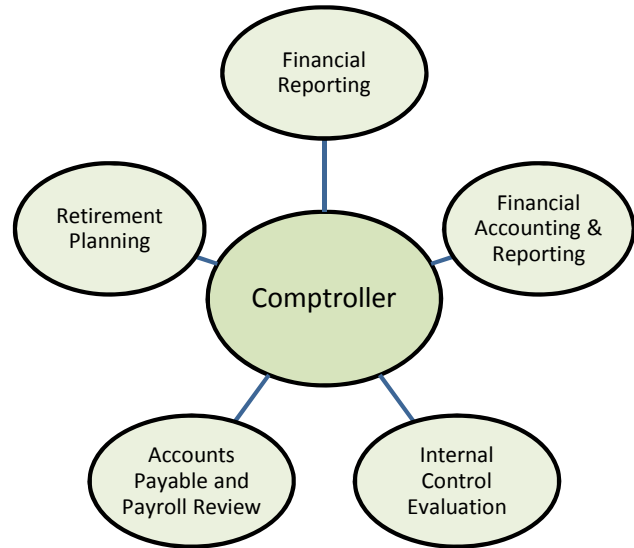 Financial
Reporting
Financial
Accounting &
Reporting
Retirement
Planning
Comptroller
Accounts
Payable and
Payroll Review
Internal
Control
Evaluation